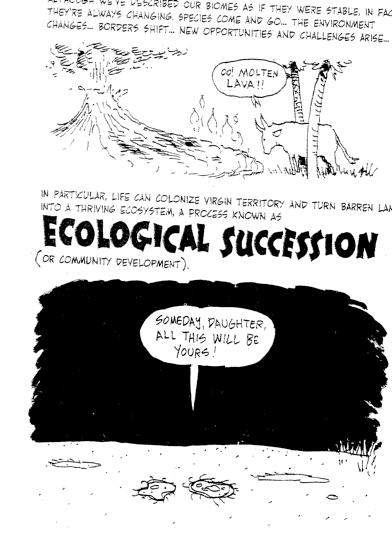 ALTHOUGH WE'VE DESCRIBED OUR BIOMES AS IF THEY WERE STABLE, IN
THEY'RE ALWAYS CHANGING. SPECIES COME AND GO... THE ENVIRONMENT
CHANGES... BORDERS SHIFT... NEW OPPORTUNITIES AND CHALLENGES ARISE...
OO! MOLTEN
LAVA!!
IN PARTICULAR, LIFE CAN COLONIZE VIRGIN TERRITORY AND TURN BARREN
INTO A THRIVING ECOSYSTEM, A PROCESS KNOWN AS
ECOLOGICAL SUCCESSION
(OR COMMUNITY DEVELOPMENT).
SOMEDAY, DAUGHTER,
ALL THIS WILL BE
YOURS!